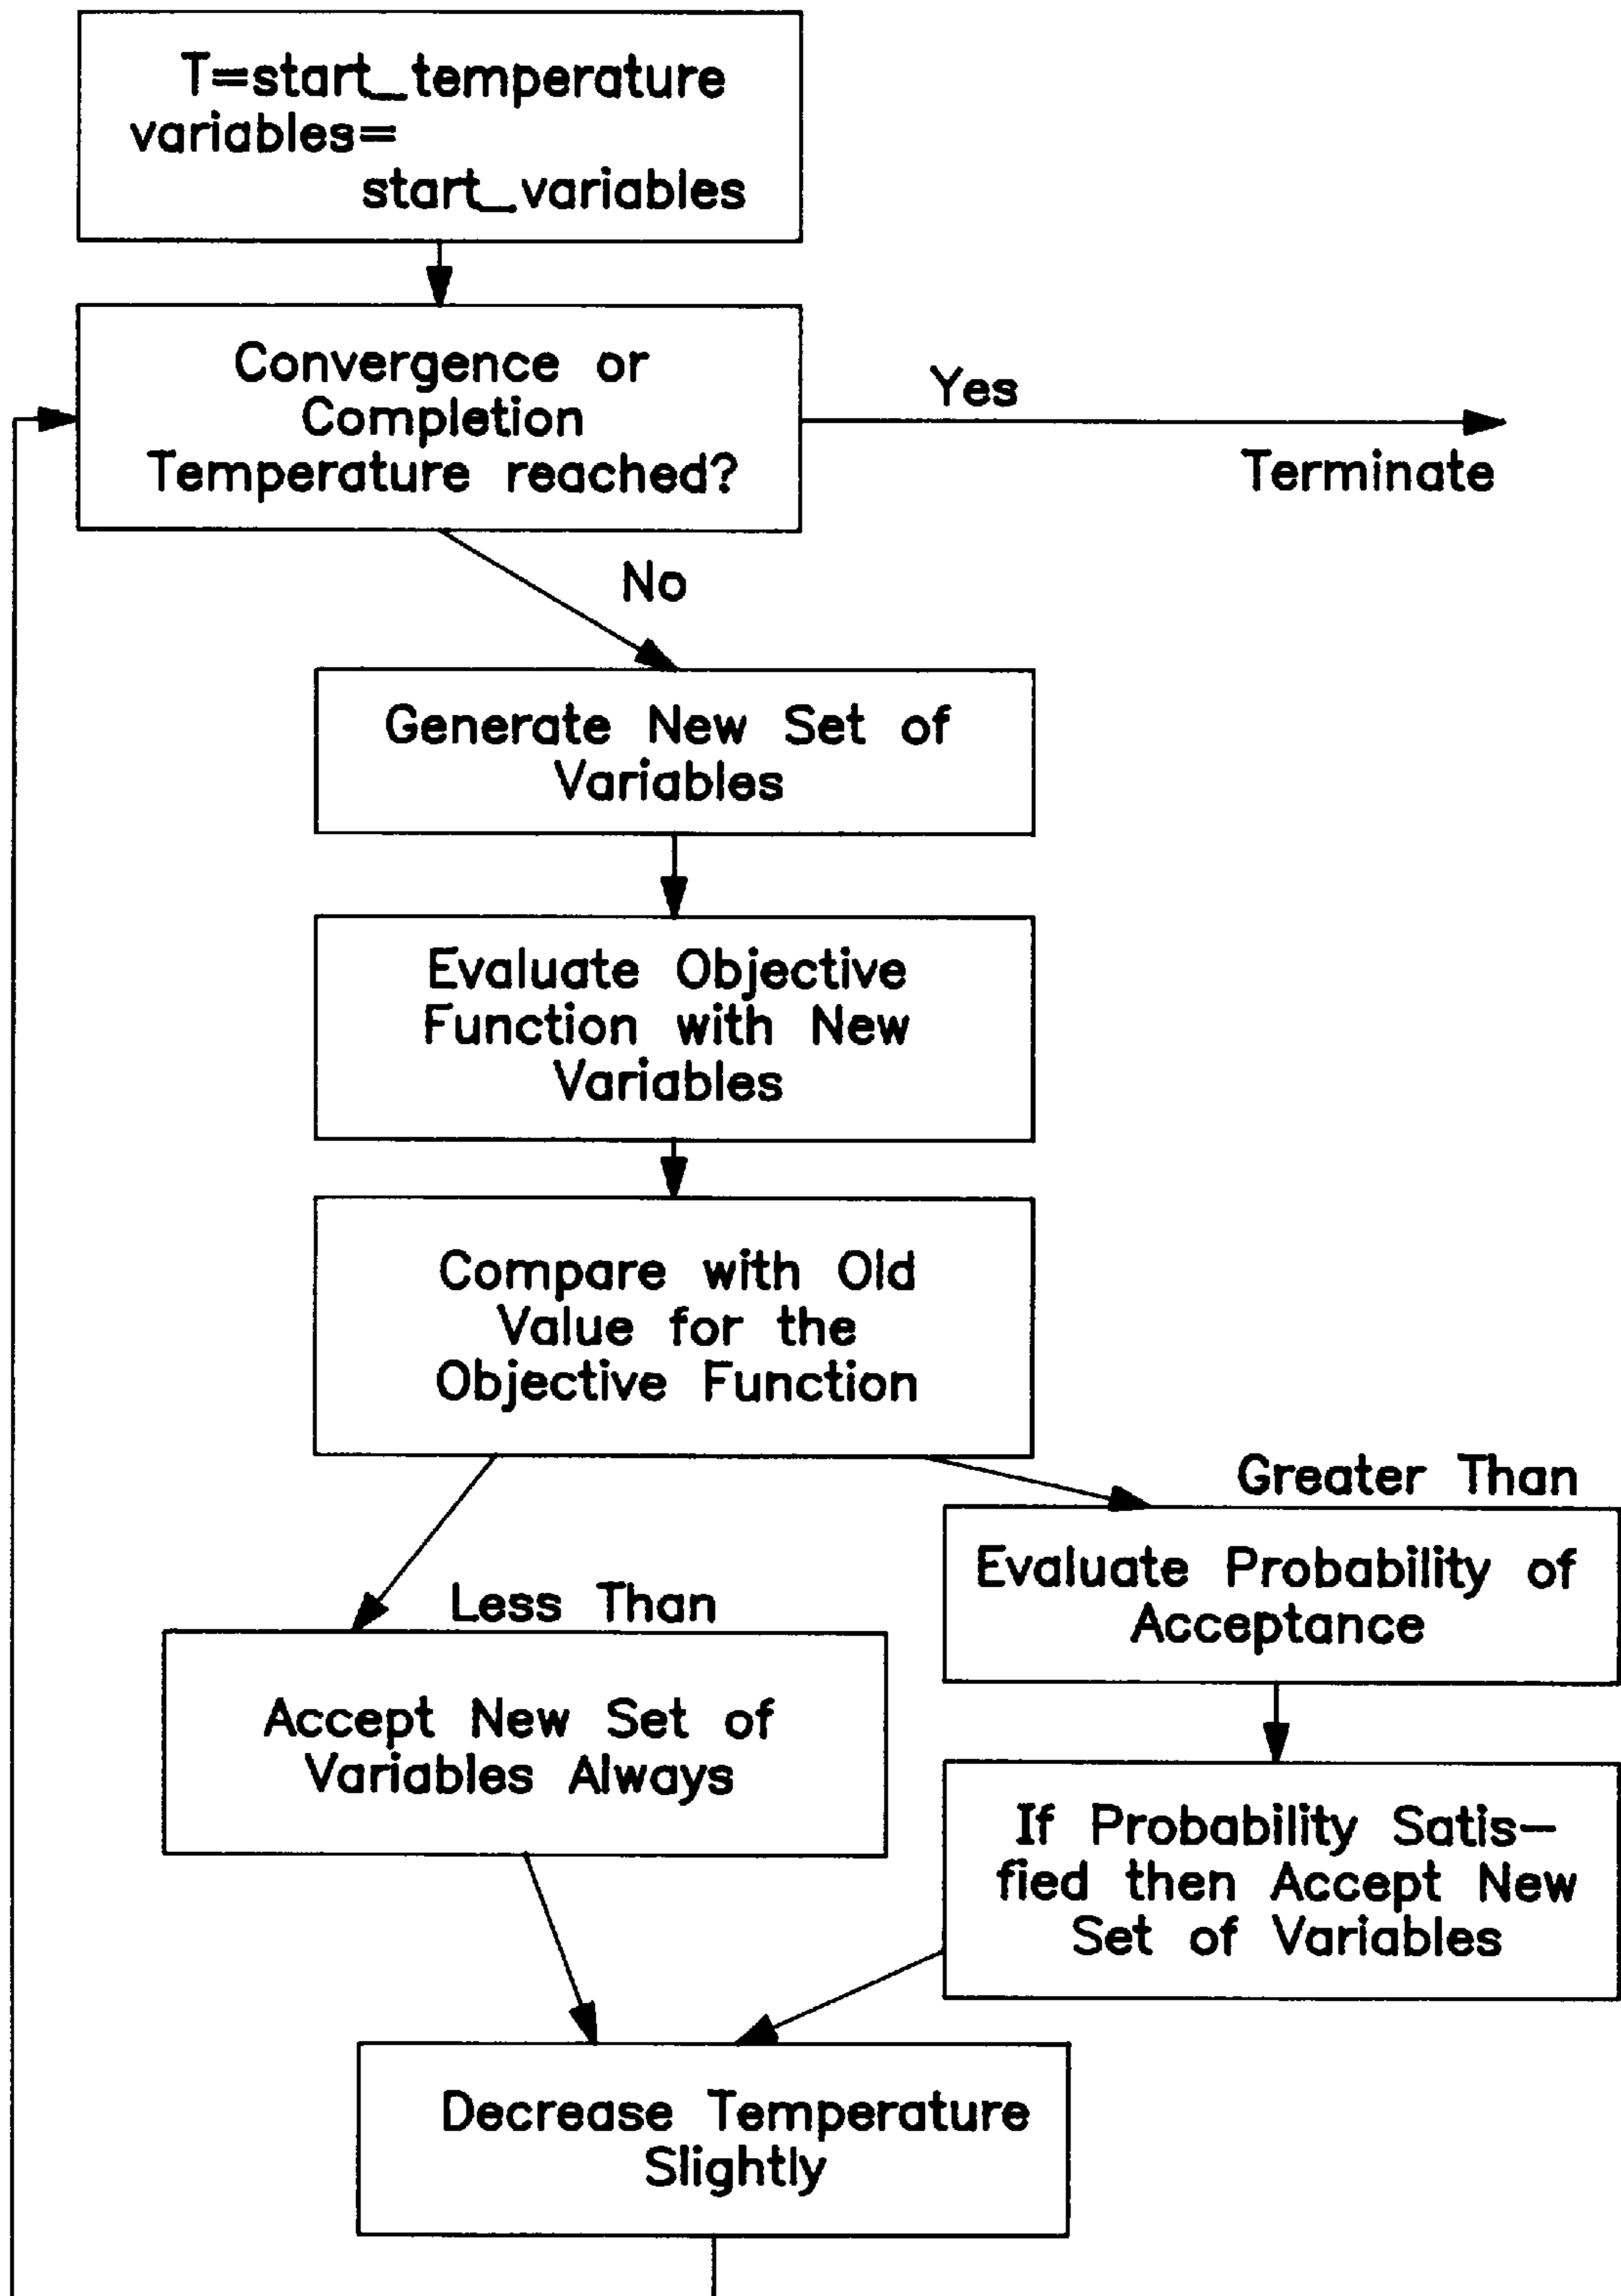 T=start_temperature
variables=
start_variables
Convergence or
Completion
Temperature reached?
Yes
Terminate
No
Generate New Set of
Variables
Evaluate Objective
Function with New
Variables
Compare with Old
Value for the
Objective Function
Greater Than
Evaluate Probability of
Acceptance
Less Than
Accept New Set of
Variables Always
If Probability Satis-
fied then Accept New
Set of Variables
Decrease Temperature
Slightly